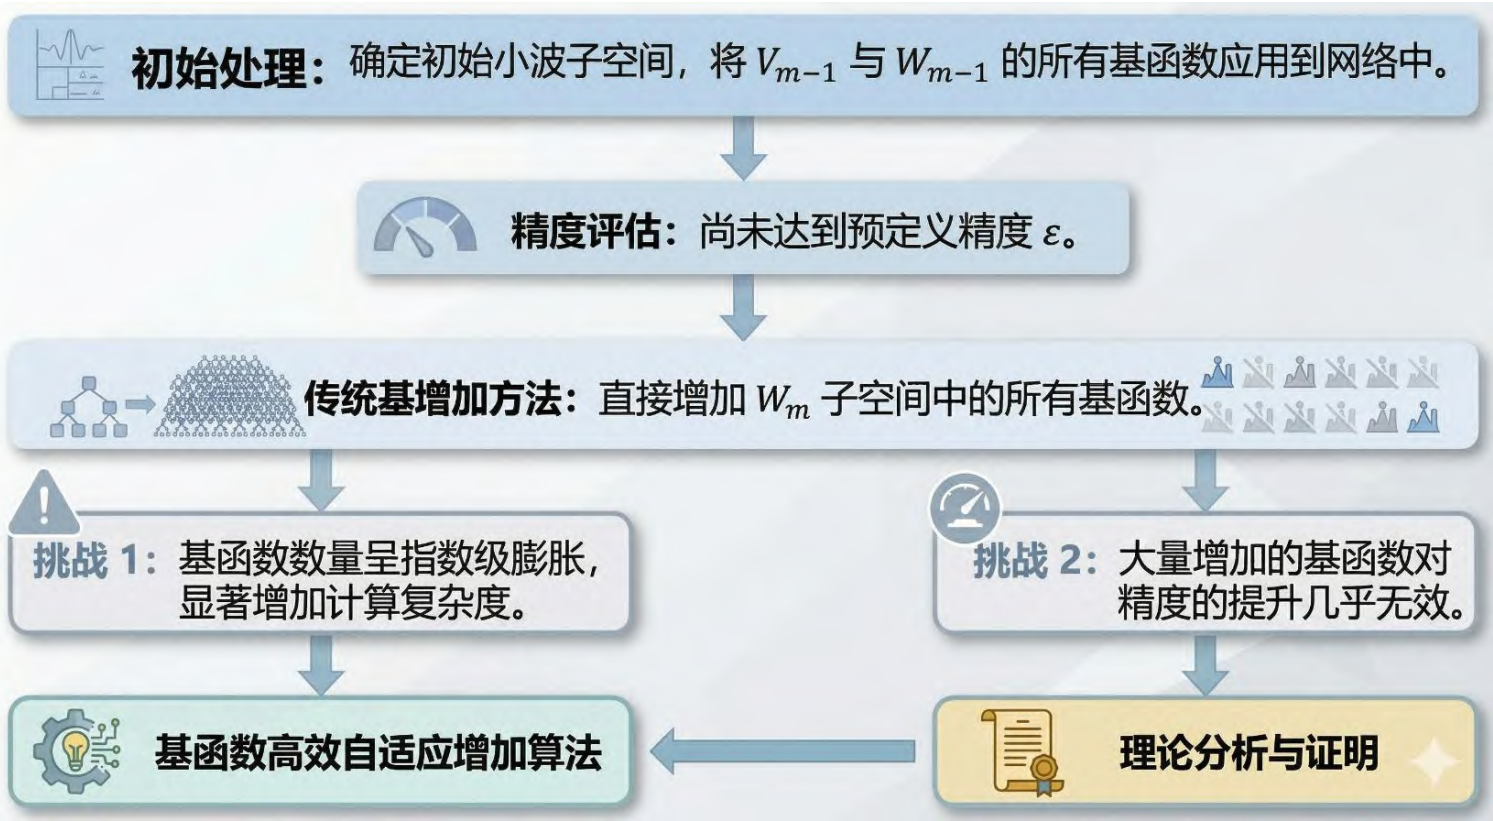 初始处理：确定初始小波子空间，将 $V_{m-1}$ 与 $W_{m-1}$ 的所有基函数应用到网络中。
精度评估：尚未达到预定义精度 ε。
传统基增加方法：直接增加 $W_m$ 子空间中的所有基函数。
挑战 1：基函数数量呈指数级膨胀，
显著增加计算复杂度。
挑战 2：大量增加的基函数对
精度的提升几乎无效。
基函数高效自适应增加算法
理论分析与证明